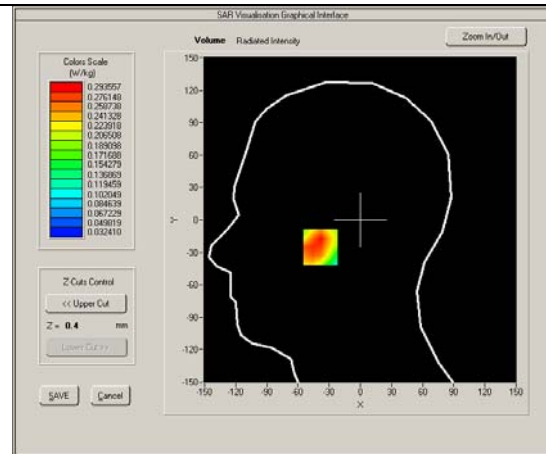 SAR Visualisation Graphical Interface
Volume Radiated Intensity
Zoom In/Out
Colors Scale
(W/kg)
0.293557
0.276148
0.258738
0.241328
0.223918
0.206508
0.189098
0.171688
0.154279
0.136869
0.119459
0.102049
0.084639
0.067229
0.049819
0.032410
Z Cuts Control
<< Upper Cut
Z = 0.4 mm
Lower Cut >>
SAVE Cancel
150
120
90
60
30
0
-30
-60
-90
-120
-150
Y
-150 -120 -90 -60 -30 0 30 60 90 120 150
X